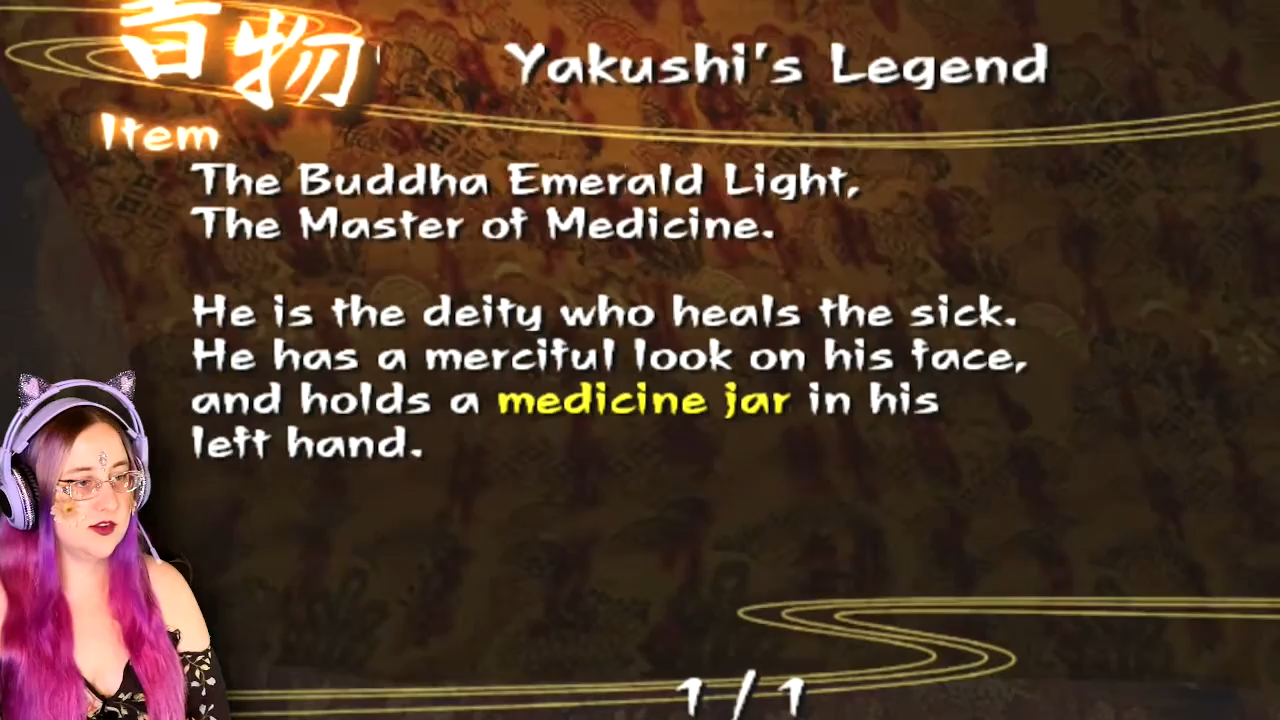 音物
Yakushi's Legend
Item
The Buddha Emerald Light,
The Master of Medicine.
He is the deity who heals the sick.
He has a merciful look on his face,
and holds a medicine jar in his
left hand.
1/1